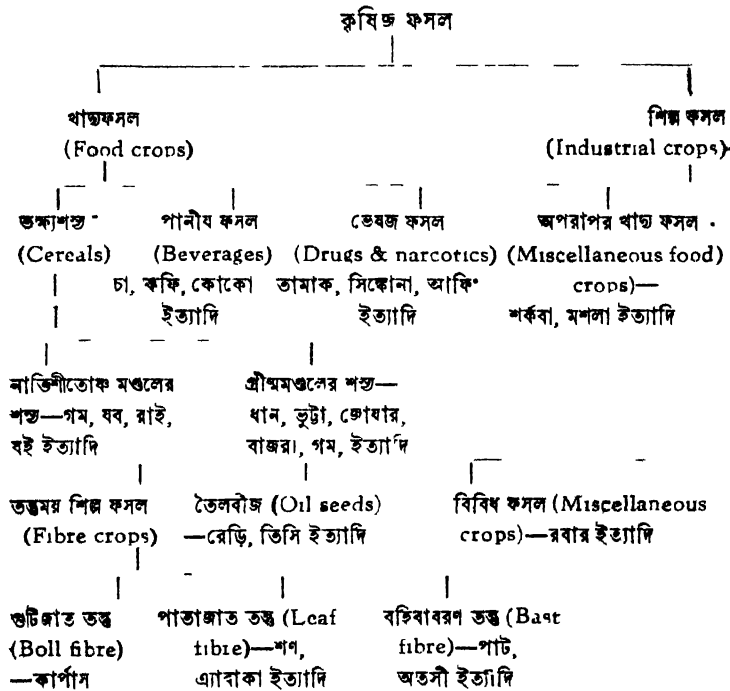 কৃষিজ ফসল
খাদ্যফসল শিল্প ফসল
(Food crops) (Industrial crops)
ভক্ষ্যশস্য পানীয ফসল ভেষজ ফসল অপরাপর খাদ্য ফসল
(Cereals) (Beverages) (Drugs & narcotics) (Miscellaneous food)
চা, কফি, কোকো তামাক, সিঙ্কোনা, আফি crops)—
ইত্যাদি ইত্যাদি শর্কবা, মশলা ইত্যাদি
নাতিশীতোষ্ণ মণ্ডলের গ্রীষ্মমণ্ডলের শস্য—
শস্য—গম, যব, রাই, ধান, ভুট্টা, জোযার,
বই ইত্যাদি বাজরা, গম, ইত্যাদি
তন্তুময় শিল্প ফসল তৈলবীজ (Oil seeds) বিবিধ ফসল (Miscellaneous
(Fibre crops) —রেড়ি, তিসি ইত্যাদি crops)—রবার ইত্যাদি
গুটিজাত তন্তু পাতাজাত তন্তু (Leaf বহিবাবরণ তন্তু (Bast
(Boll fibre) fibre)—শণ, fibre)—পাট,
—কার্পাস এ্যাবাকা ইত্যাদি অতসী ইত্যাদি